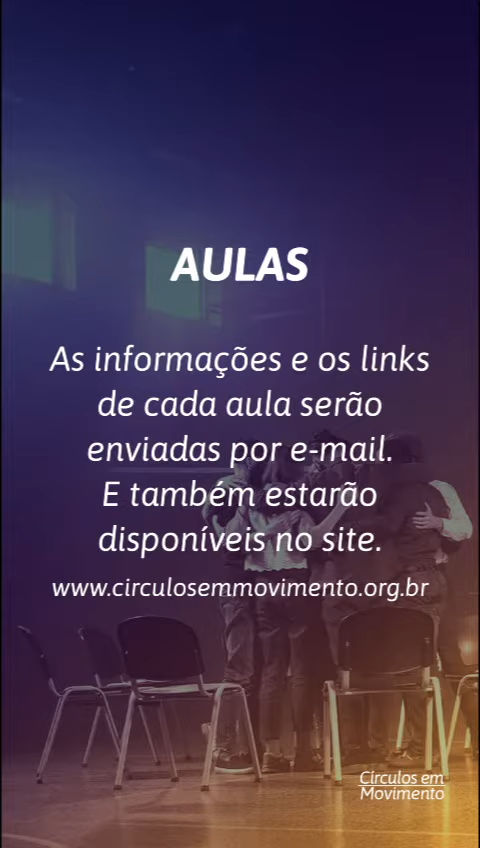 AULAS
As informações e os links
de cada aula serão
enviadas por e-mail.
E também estarão
disponíveis no site.
www.circulosemmovimento.org.br
Círculos em
Movimento